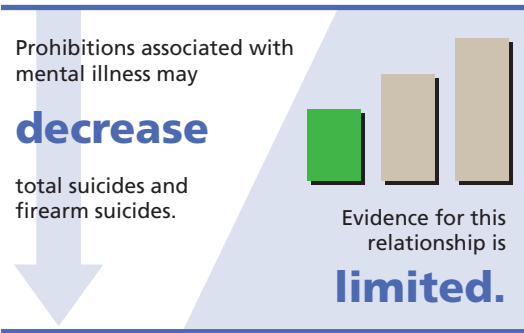 Prohibitions associated with
mental illness may
decrease
total suicides and
firearm suicides.
Evidence for this
relationship is
limited.